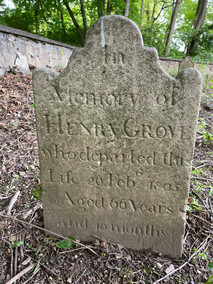 In
Memory of
HENRY GROVE
who departed this
Life 26 Feb
Aged 66 Years
and 10 months